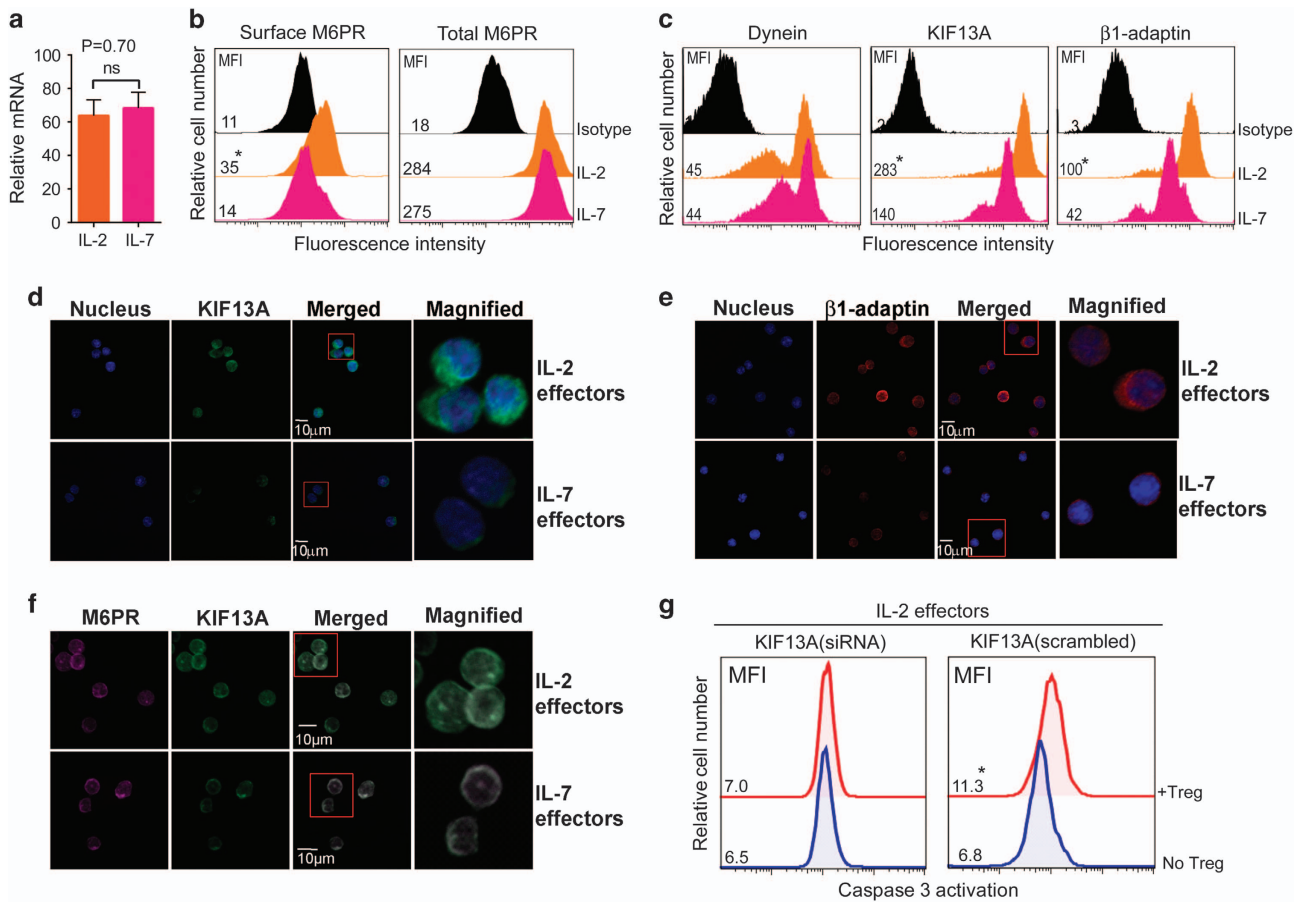 a
P=0.70
ns
Relative mRNA
100
80
60
40
20
0
IL-2 IL-7
b
Surface M6PR Total M6PR
Relative cell number
MFI MFI
11 18 Isotype
35* 284 IL-2
14 275 IL-7
Fluorescence intensity
c
Dynein KIF13A β1-adaptin
Relative cell number
MFI MFI MFI
2 3 Isotype
45 283* 100* IL-2
44 140 42 IL-7
Fluorescence intensity
d
Nucleus KIF13A Merged Magnified
10μm
IL-2
effectors
10μm
IL-7
effectors
e
Nucleus β1-adaptin Merged Magnified
10μm
IL-2
effectors
10μm
IL-7
effectors
f
M6PR KIF13A Merged Magnified
10μm
IL-2
effectors
10μm
IL-7
effectors
g
IL-2 effectors
KIF13A(siRNA) KIF13A(scrambled)
Relative cell number
MFI MFI
7.0 11.3* +Treg
6.5 6.8 No Treg
Caspase 3 activation